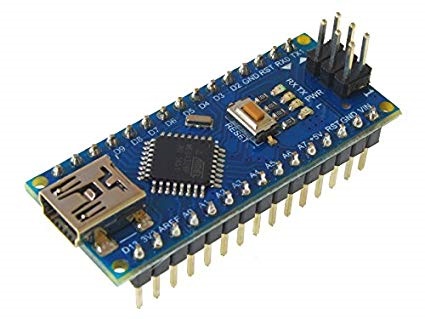 D9
D8
D7
D6
D5
D4
D3
D2
GND
RST
RX0
TX1
RX
TX
PWR
L
RESET
D13
3V3
AREF
A0
A1
A2
A3
A4
A5
A6
A7
+5V
RST
GND
VIN